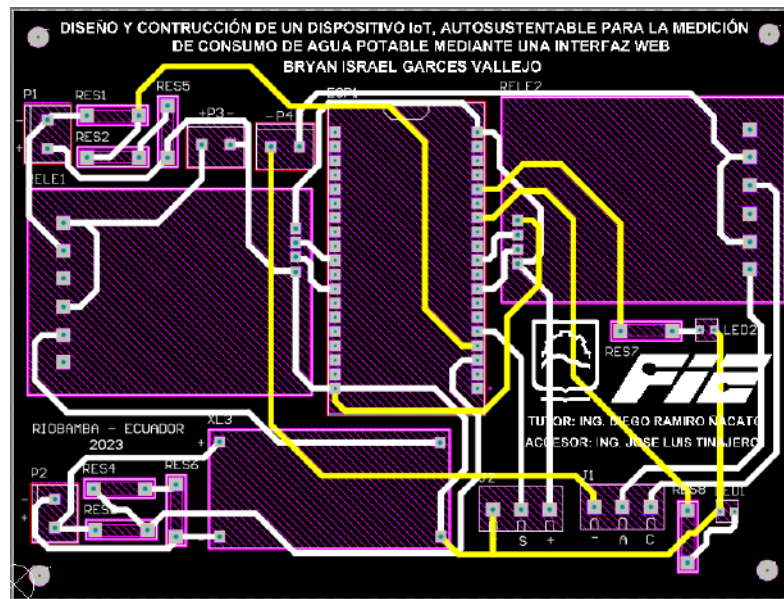 DISEÑO Y CONTRUCCIÓN DE UN DISPOSITIVO IoT, AUTOSUSTENTABLE PARA LA MEDICIÓN
DE CONSUMO DE AGUA POTABLE MEDIANTE UNA INTERFAZ WEB
BRYAN ISRAEL GARCES VALLEJO
P1
RES1
RES5
ESP1
RELE2
- +
+P3-
-P4
RES2
RELE1
RES7
LED2
FIE
TUTOR: ING. DIEGO RAMIRO ÑACATO
ACCESOR: ING. JOSE LUIS TINAJERO
RIOBAMBA - ECUADOR
2023
XL3
+
P2
RES4
RES6
J2
J1
RES8
LED1
- +
- S +
- A C